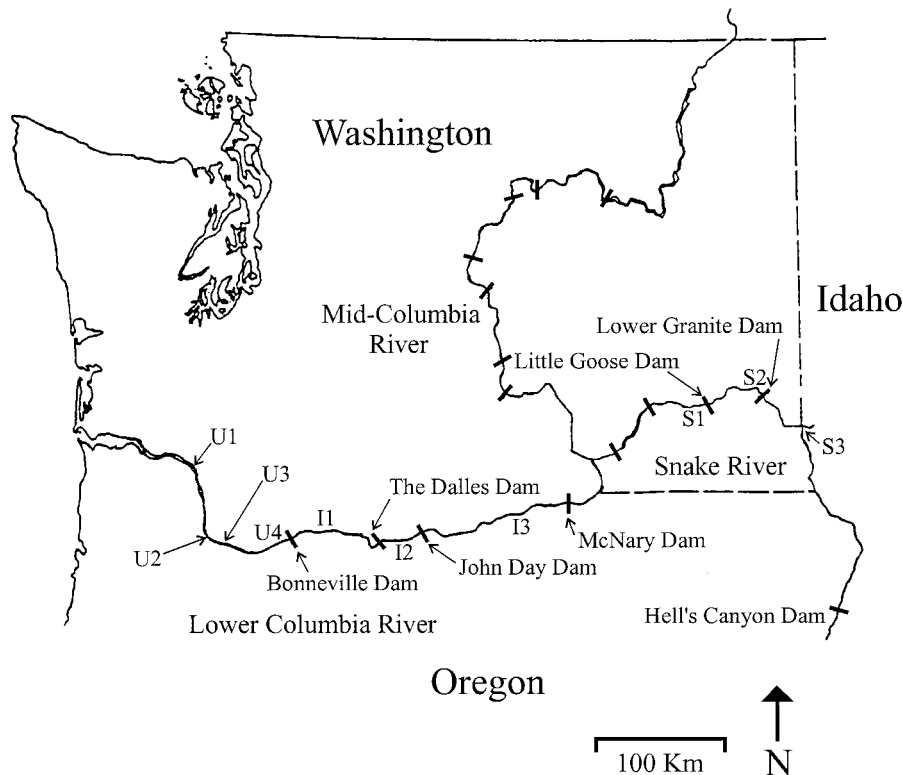 Washington
Idaho
Mid-Columbia
River
Lower Granite Dam
Little Goose Dam
S2
S1
S3
U1
Snake River
U3
The Dalles Dam
I1
U4
I3
U2
I2
McNary Dam
Bonneville Dam
John Day Dam
Hell's Canyon Dam
Lower Columbia River
Oregon
100 Km
N